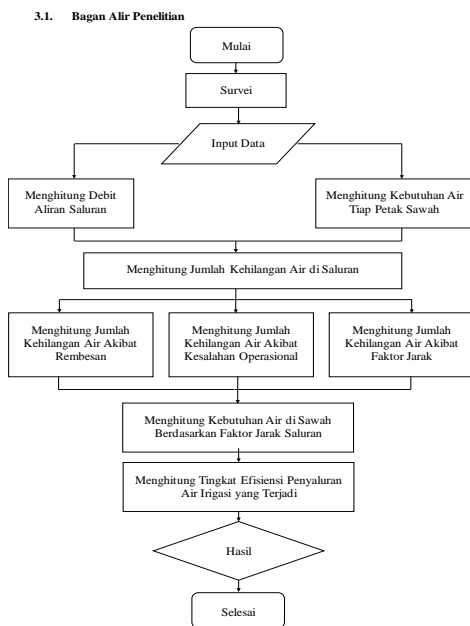 3.1. Bagan Alir Penelitian
Mulai
Survei
Input Data
Menghitung Debit
Aliran Saluran
Menghitung Kebutuhan Air
Tiap Petak Sawah
Menghitung Jumlah Kehilangan Air di Saluran
Menghitung Jumlah
Kehilangan Air Akibat
Rembesan
Menghitung Jumlah
Kehilangan Air Akibat
Kesalahan Operasional
Menghitung Jumlah
Kehilangan Air Akibat
Faktor Jarak
Menghitung Kebutuhan Air di Sawah
Berdasarkan Faktor Jarak Saluran
Menghitung Tingkat Efisiensi Penyaluran
Air Irigasi yang Terjadi
Hasil
Selesai